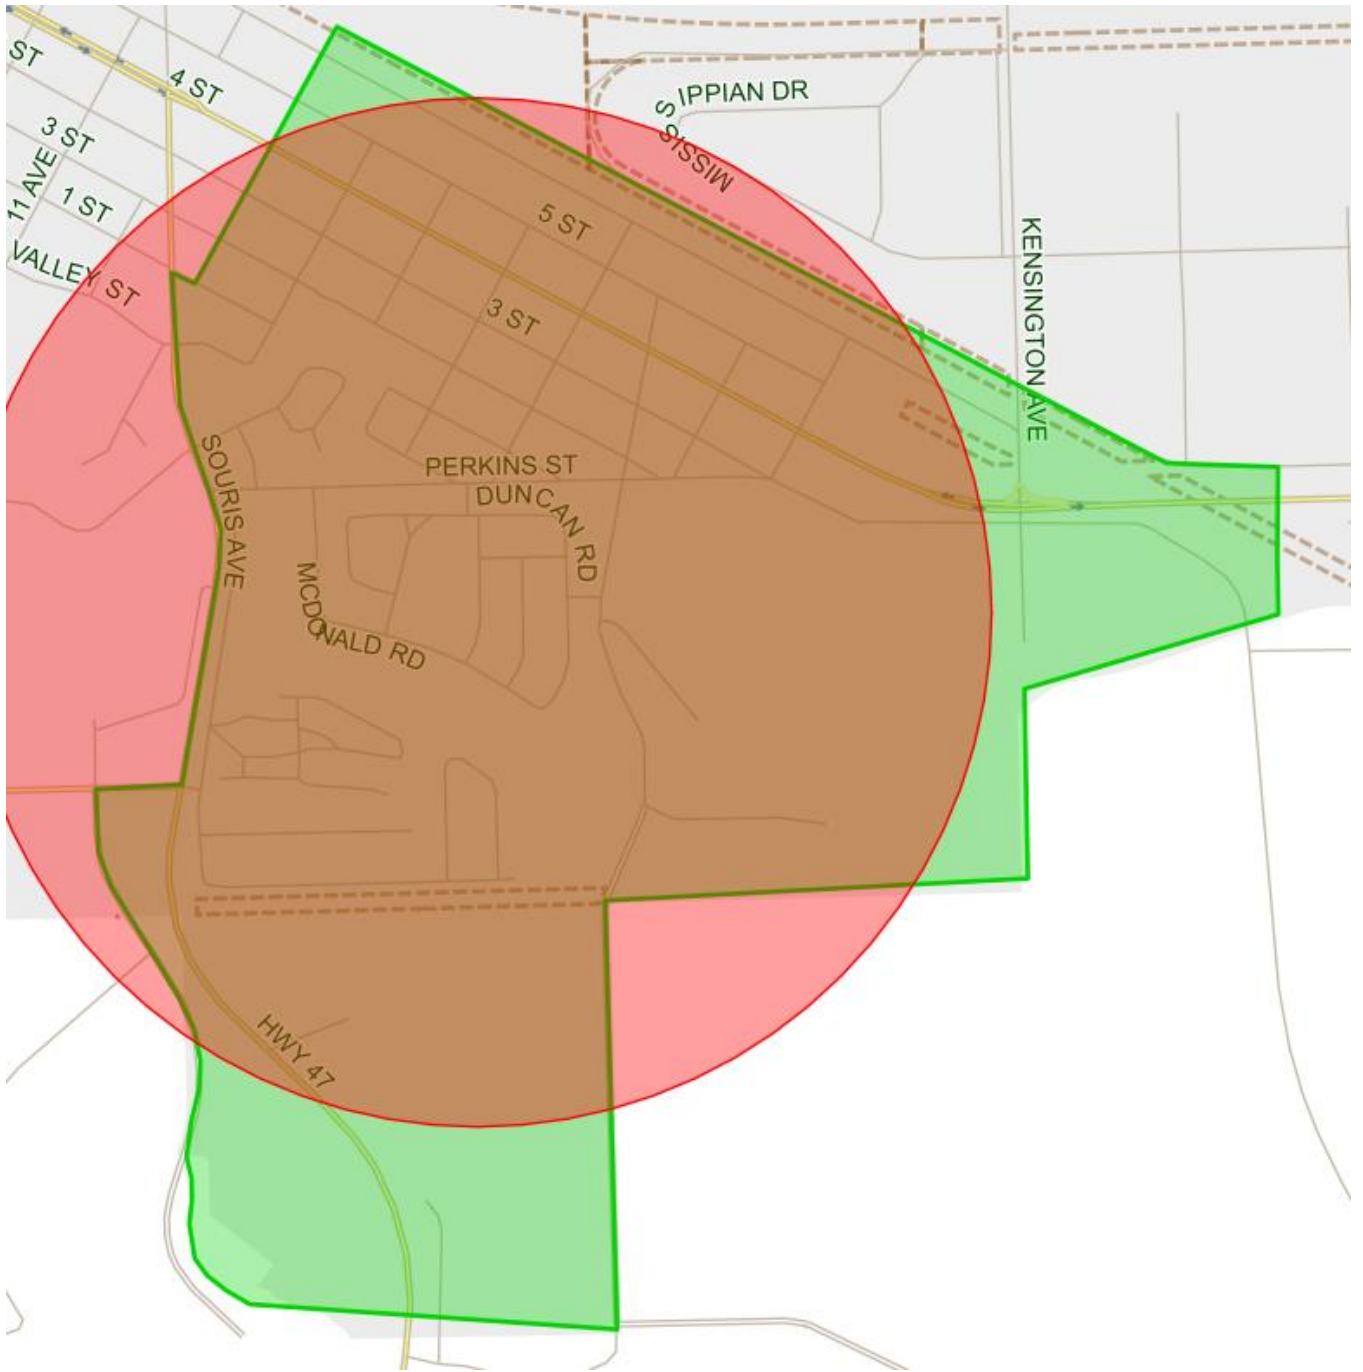 ST
4 ST
S IPPIAN DR
MISSIS
3 ST
11 AVE
1 ST
5 ST
VALLEY ST
KENSINGTON AVE
3 ST
SOURIS AVE
PERKINS ST
DUNCAN RD
MCDONALD RD
HWY 47